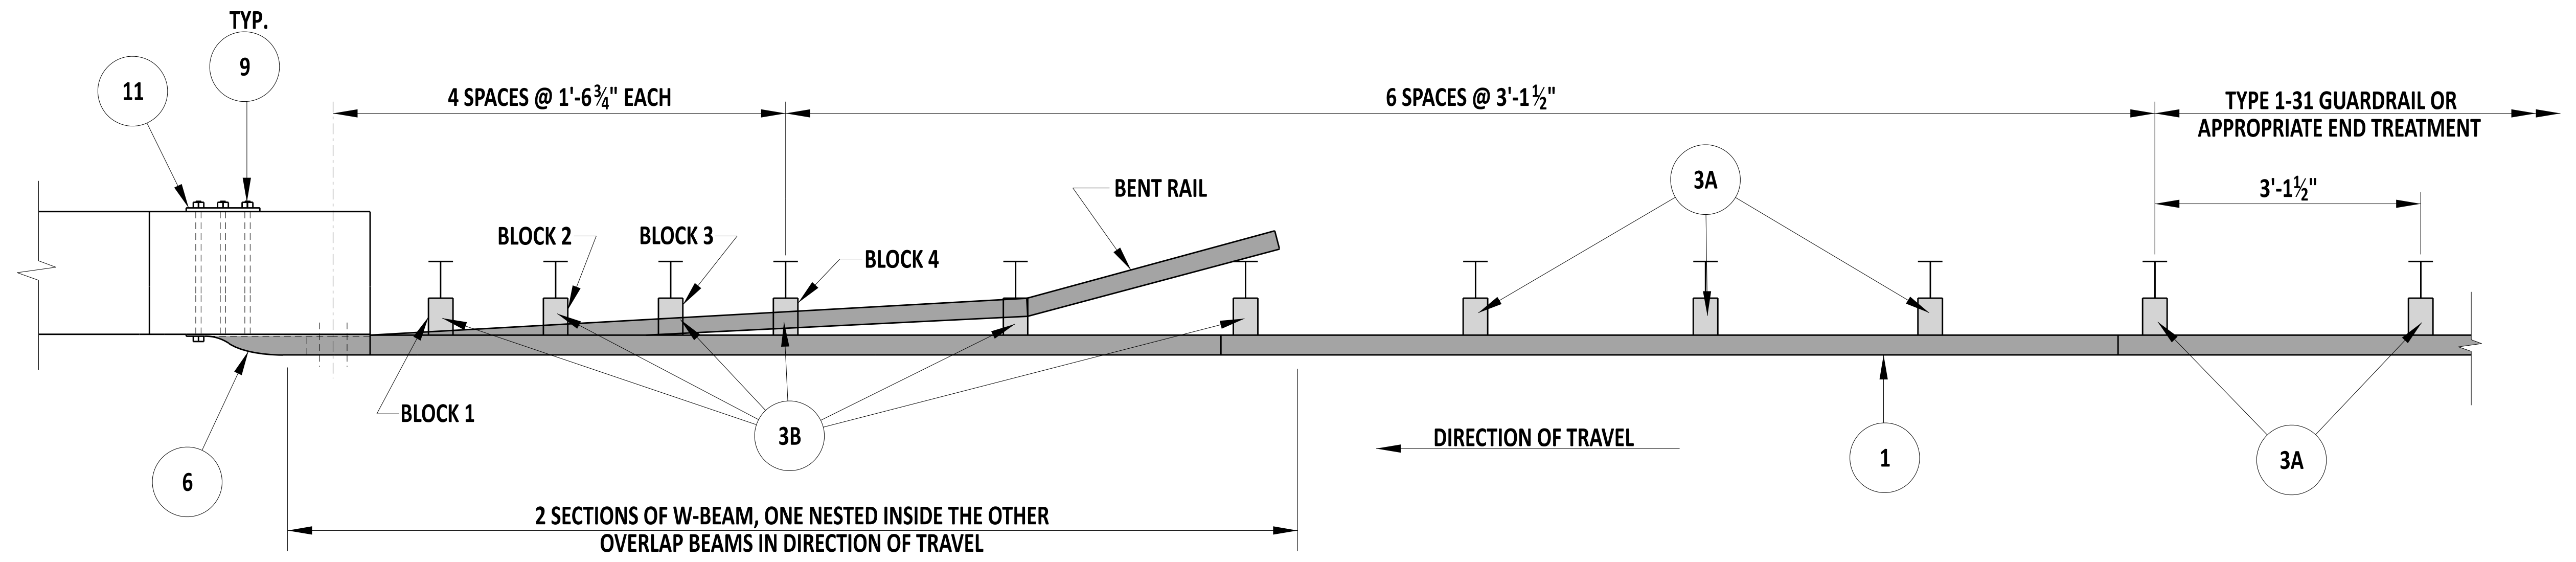 TYP.
9
11
4 SPACES @ 1'-6¾" EACH
6 SPACES @ 3'-1½"
TYPE 1-31 GUARDRAIL OR
APPROPRIATE END TREATMENT
3'-1½"
3A
BENT RAIL
BLOCK 2
BLOCK 3
BLOCK 4
BLOCK 1
3B
DIRECTION OF TRAVEL
1
3A
6
2 SECTIONS OF W-BEAM, ONE NESTED INSIDE THE OTHER
OVERLAP BEAMS IN DIRECTION OF TRAVEL